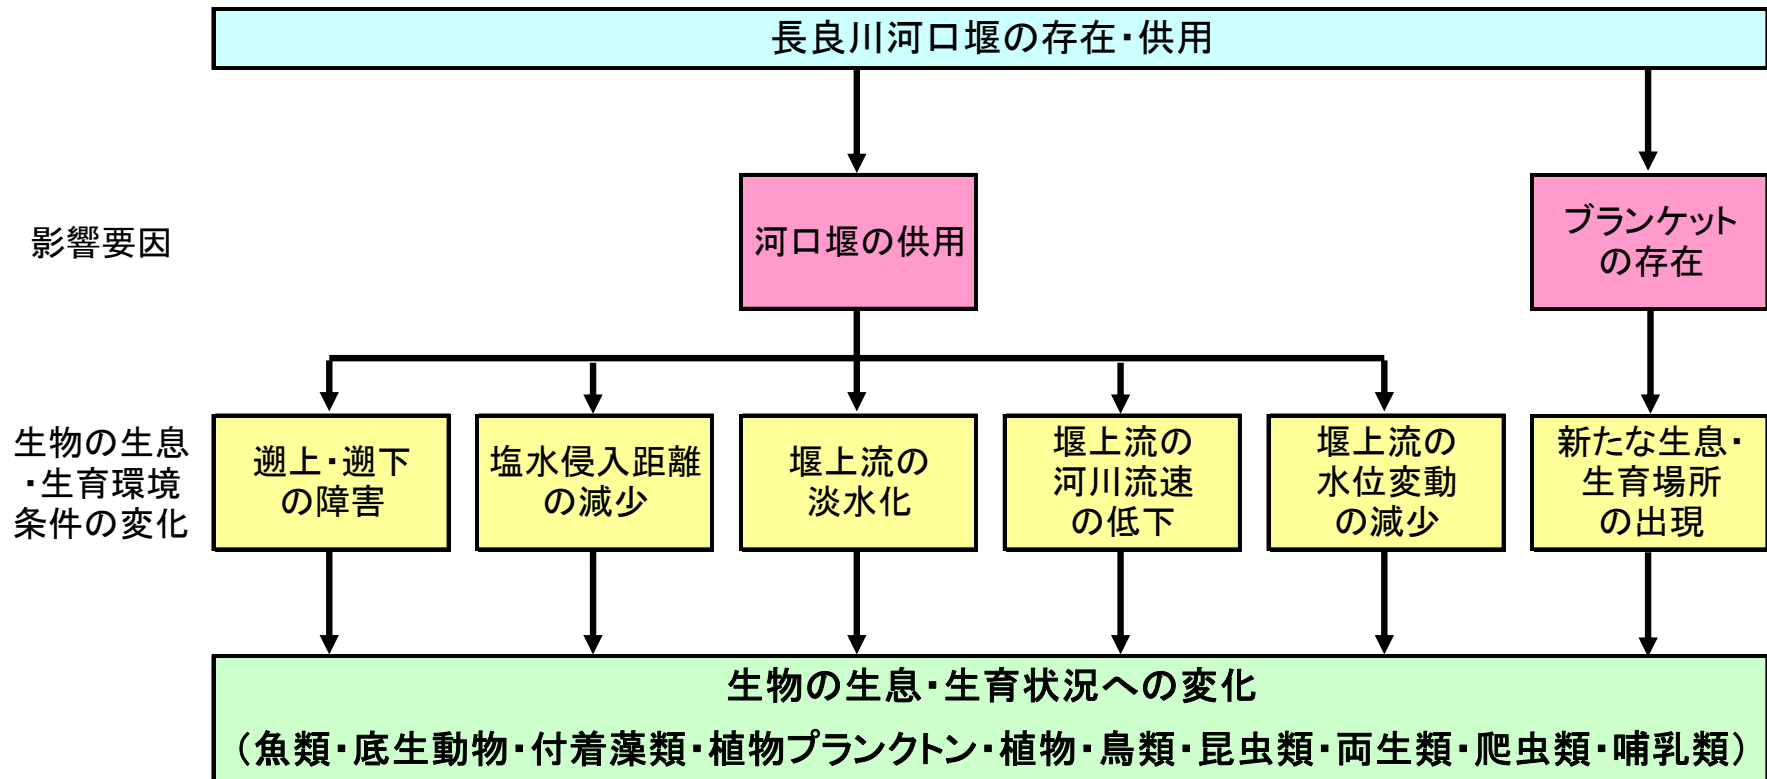 長良川河口堰の存在・供用
影響要因
河口堰の供用
ブランケット
の存在
生物の生息
・生育環境
条件の変化
遡上・遡下
の障害
塩水侵入距離
の減少
堰上流の
淡水化
堰上流の
河川流速
の低下
堰上流の
水位変動
の減少
新たな生息・
生育場所
の出現
生物の生息・生育状況への変化
（魚類・底生動物・付着藻類・植物プランクトン・植物・鳥類・昆虫類・両生類・爬虫類・哺乳類）